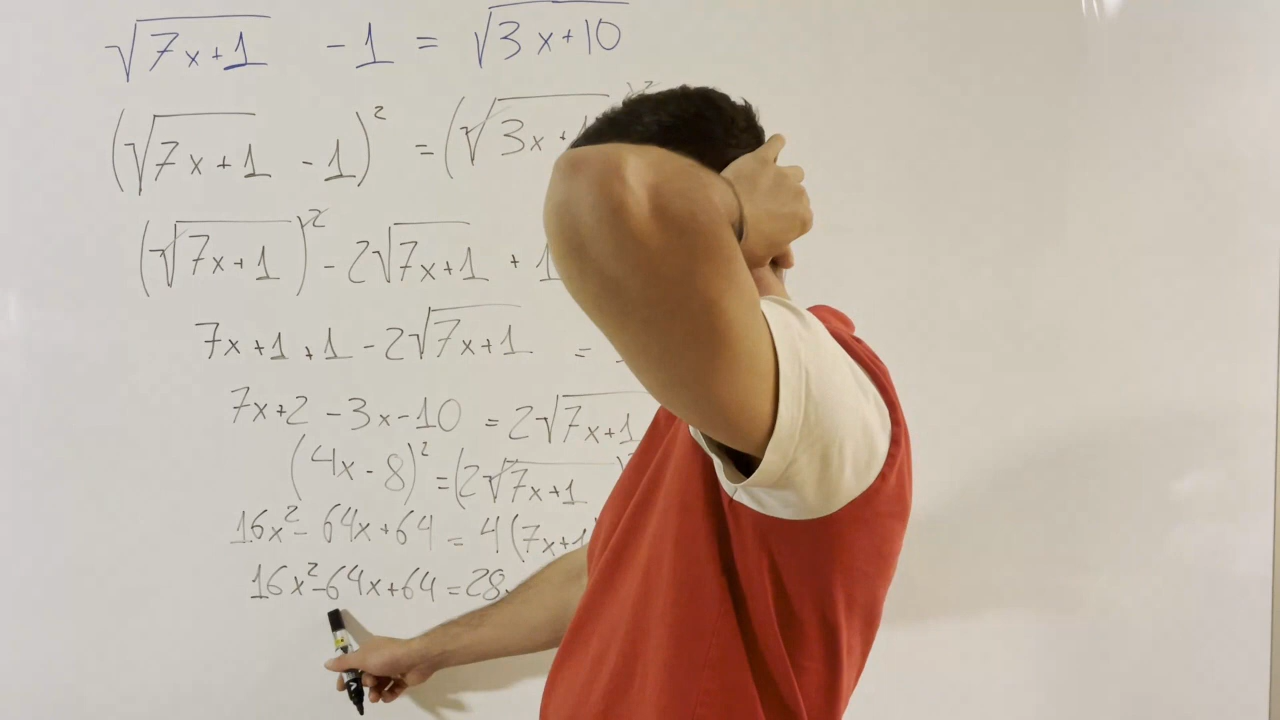 √7x+1 - 1 = √3x+10
(√7x+1 - 1)² = (√3x+1
(√7x+1)² - 2√7x+1 + 1
7x+1+1 - 2√7x+1 =
7x+2 - 3x - 10 = 2√7x+1
(4x - 8)² = (2√7x+1
16x² - 64x + 64 = 4(7x+1
16x² - 64x + 64 = 28